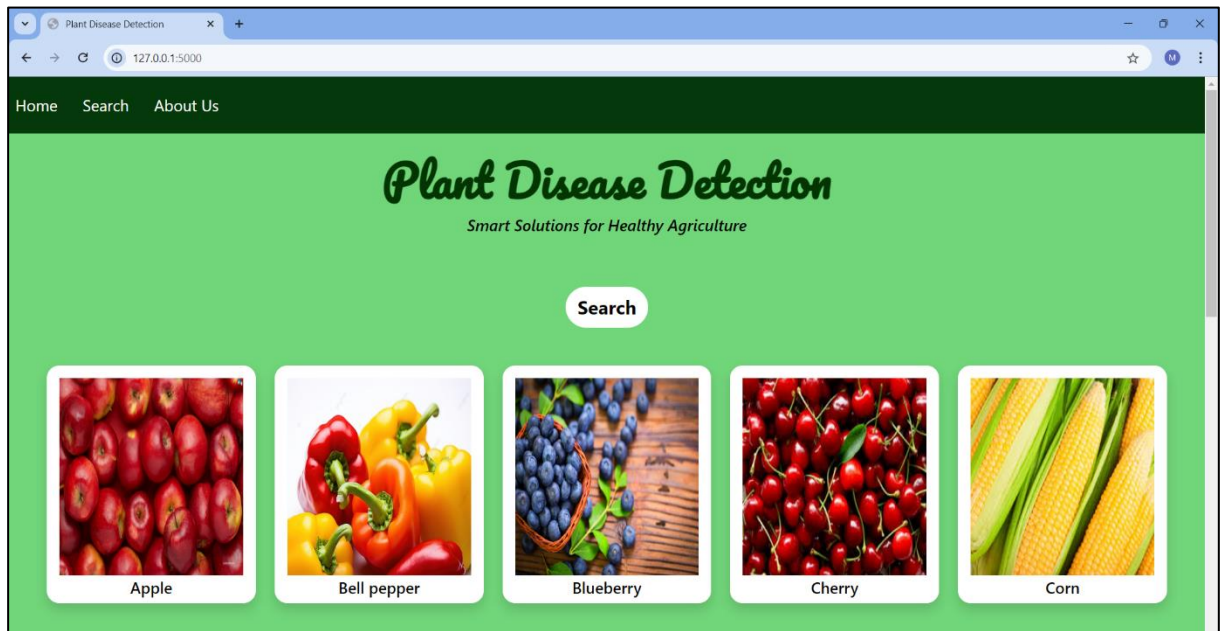 Plant Disease Detection
127.0.0.1:5000
M
Home Search About Us
Plant Disease Detection
Smart Solutions for Healthy Agriculture
Search
Apple Bell pepper Blueberry Cherry Corn